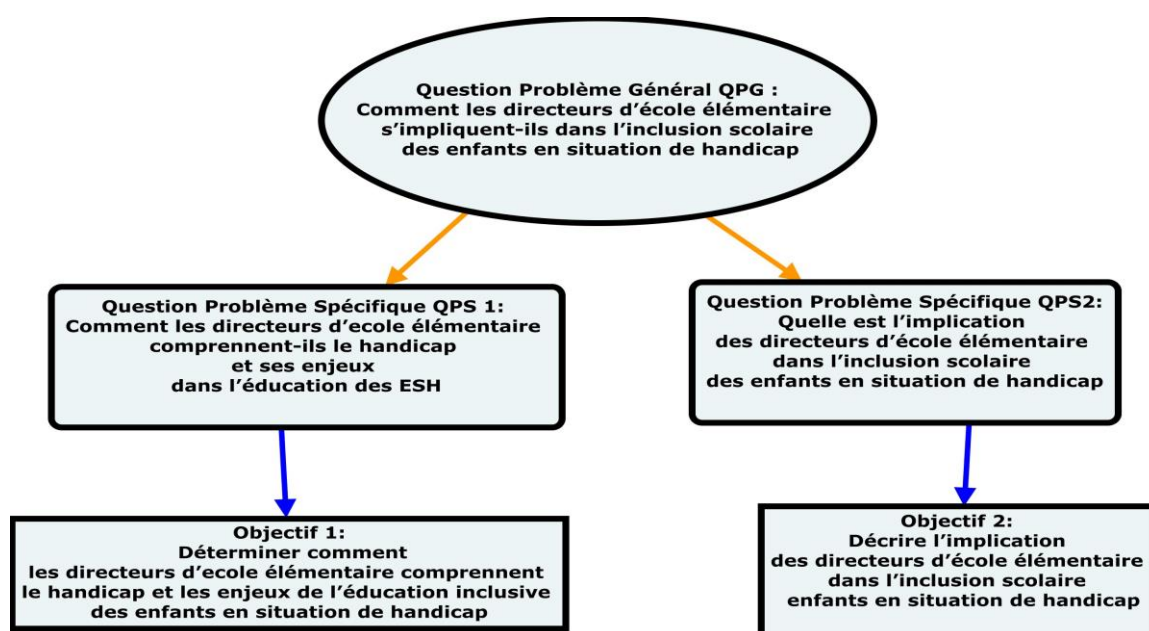 Question Problème Général QPG :
Comment les directeurs d'école élémentaire
s'impliquent-ils dans l'inclusion scolaire
des enfants en situation de handicap
Question Problème Spécifique QPS 1:
Comment les directeurs d'ecole élémentaire
comprennent-ils le handicap
et ses enjeux
dans l'éducation des ESH
Question Problème Spécifique QPS2:
Quelle est l'implication
des directeurs d'école élémentaire
dans l'inclusion scolaire
des enfants en situation de handicap
Objectif 1:
Déterminer comment
les directeurs d'ecole élémentaire comprennent
le handicap et les enjeux de l'éducation inclusive
des enfants en situation de handicap
Objectif 2:
Décrire l'implication
des directeurs d'école élémentaire
dans l'inclusion scolaire
enfants en situation de handicap